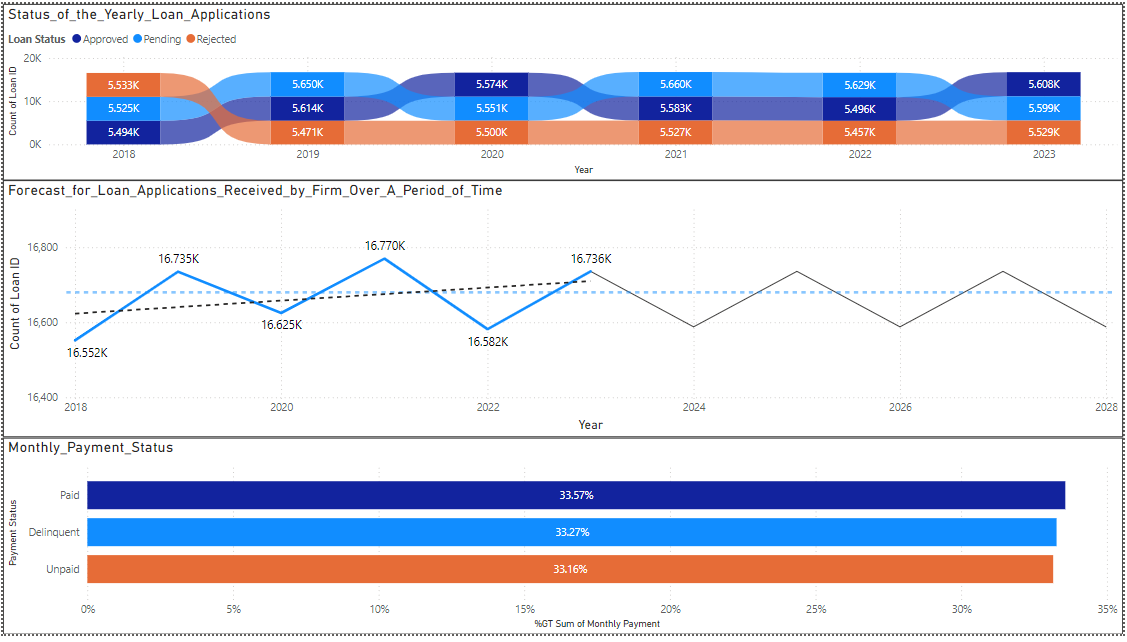 Status_of_the_Yearly_Loan_Applications
Loan Status Approved Pending Rejected
Count of Loan ID
20K
10K
0K
5.533K 5.650K 5.574K 5.660K 5.629K 5.608K
5.525K 5.614K 5.551K 5.583K 5.496K 5.599K
5.494K 5.471K 5.500K 5.527K 5.457K 5.529K
2018 2019 2020 2021 2022 2023
Year
Forecast_for_Loan_Applications_Received_by_Firm_Over_A_Period_of_Time
Count of Loan ID
16,800
16,600
16,400
16.552K
16.735K
16.625K
16.770K
16.582K
16.736K
2018 2020 2022 2024 2026 2028
Year
Monthly_Payment_Status
Payment Status
Paid 33.57%
Delinquent 33.27%
Unpaid 33.16%
0% 5% 10% 15% 20% 25% 30% 35%
%GT Sum of Monthly Payment